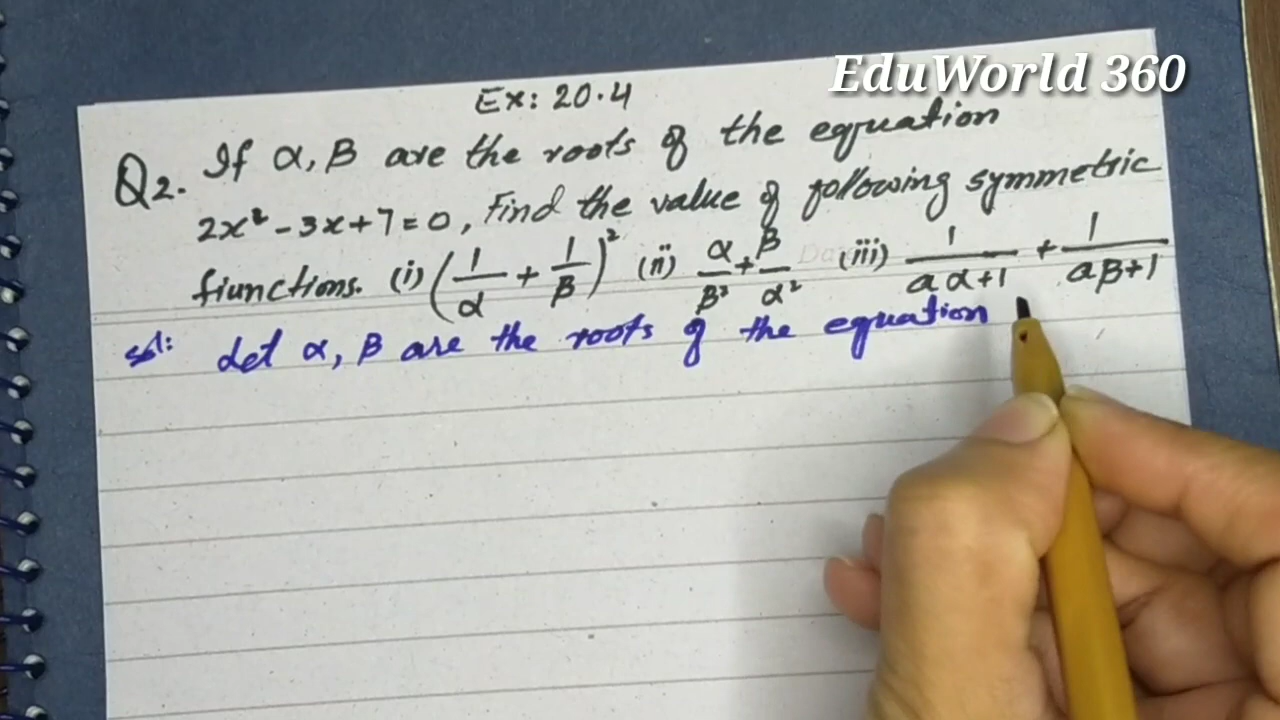 EduWorld 360
Ex: 20.4
Q2. If α, β are the roots of the equation
2x² - 3x + 7 = 0, Find the value of following symmetric
fiunctions. (i) (1/α + 1/β)² (ii) α/β² + β/α² (iii) 1/(aα+1) + 1/(aβ+1)
Sol: Let α, β are the roots of the equation